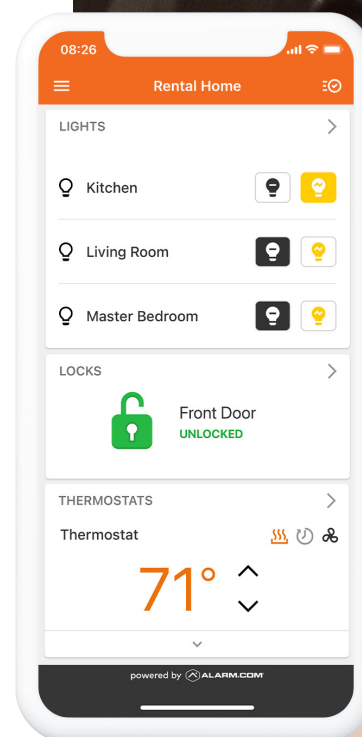 08:26
Rental Home
LIGHTS
Kitchen
Living Room
Master Bedroom
LOCKS
Front Door
UNLOCKED
THERMOSTATS
Thermostat
71°
powered by ALARM.COM